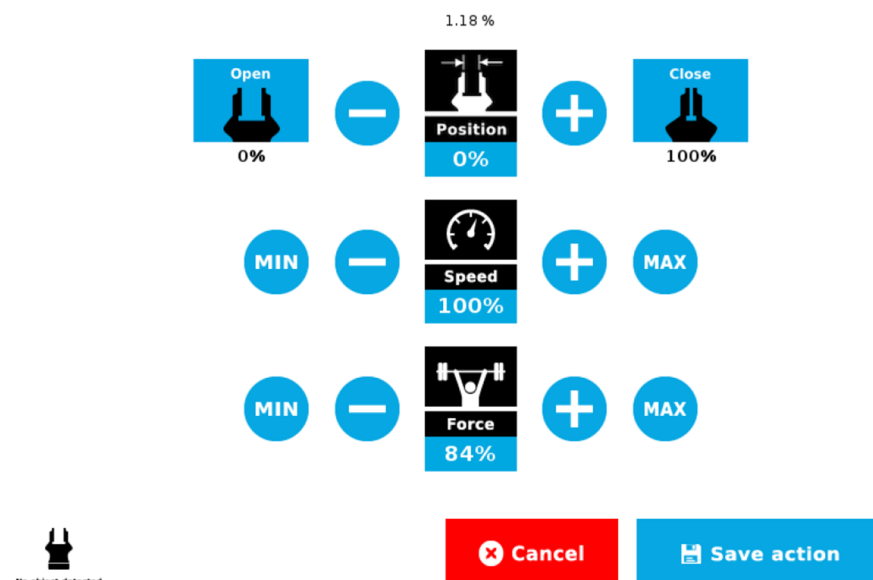 1.18 %
Open
Close
Position
0%
0%
100%
MIN
Speed
MAX
100%
MIN
MAX
Force
84%
Cancel
Save action